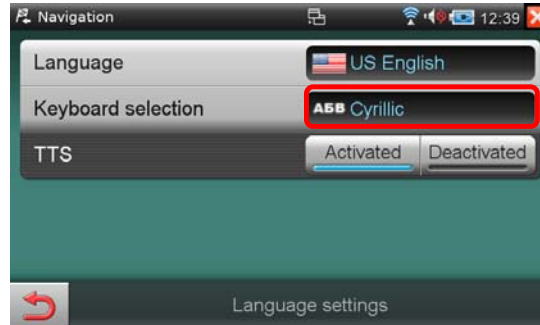 Navigation 12:39
Language US English
Keyboard selection АБВ Cyrillic
TTS Activated Deactivated
Language settings